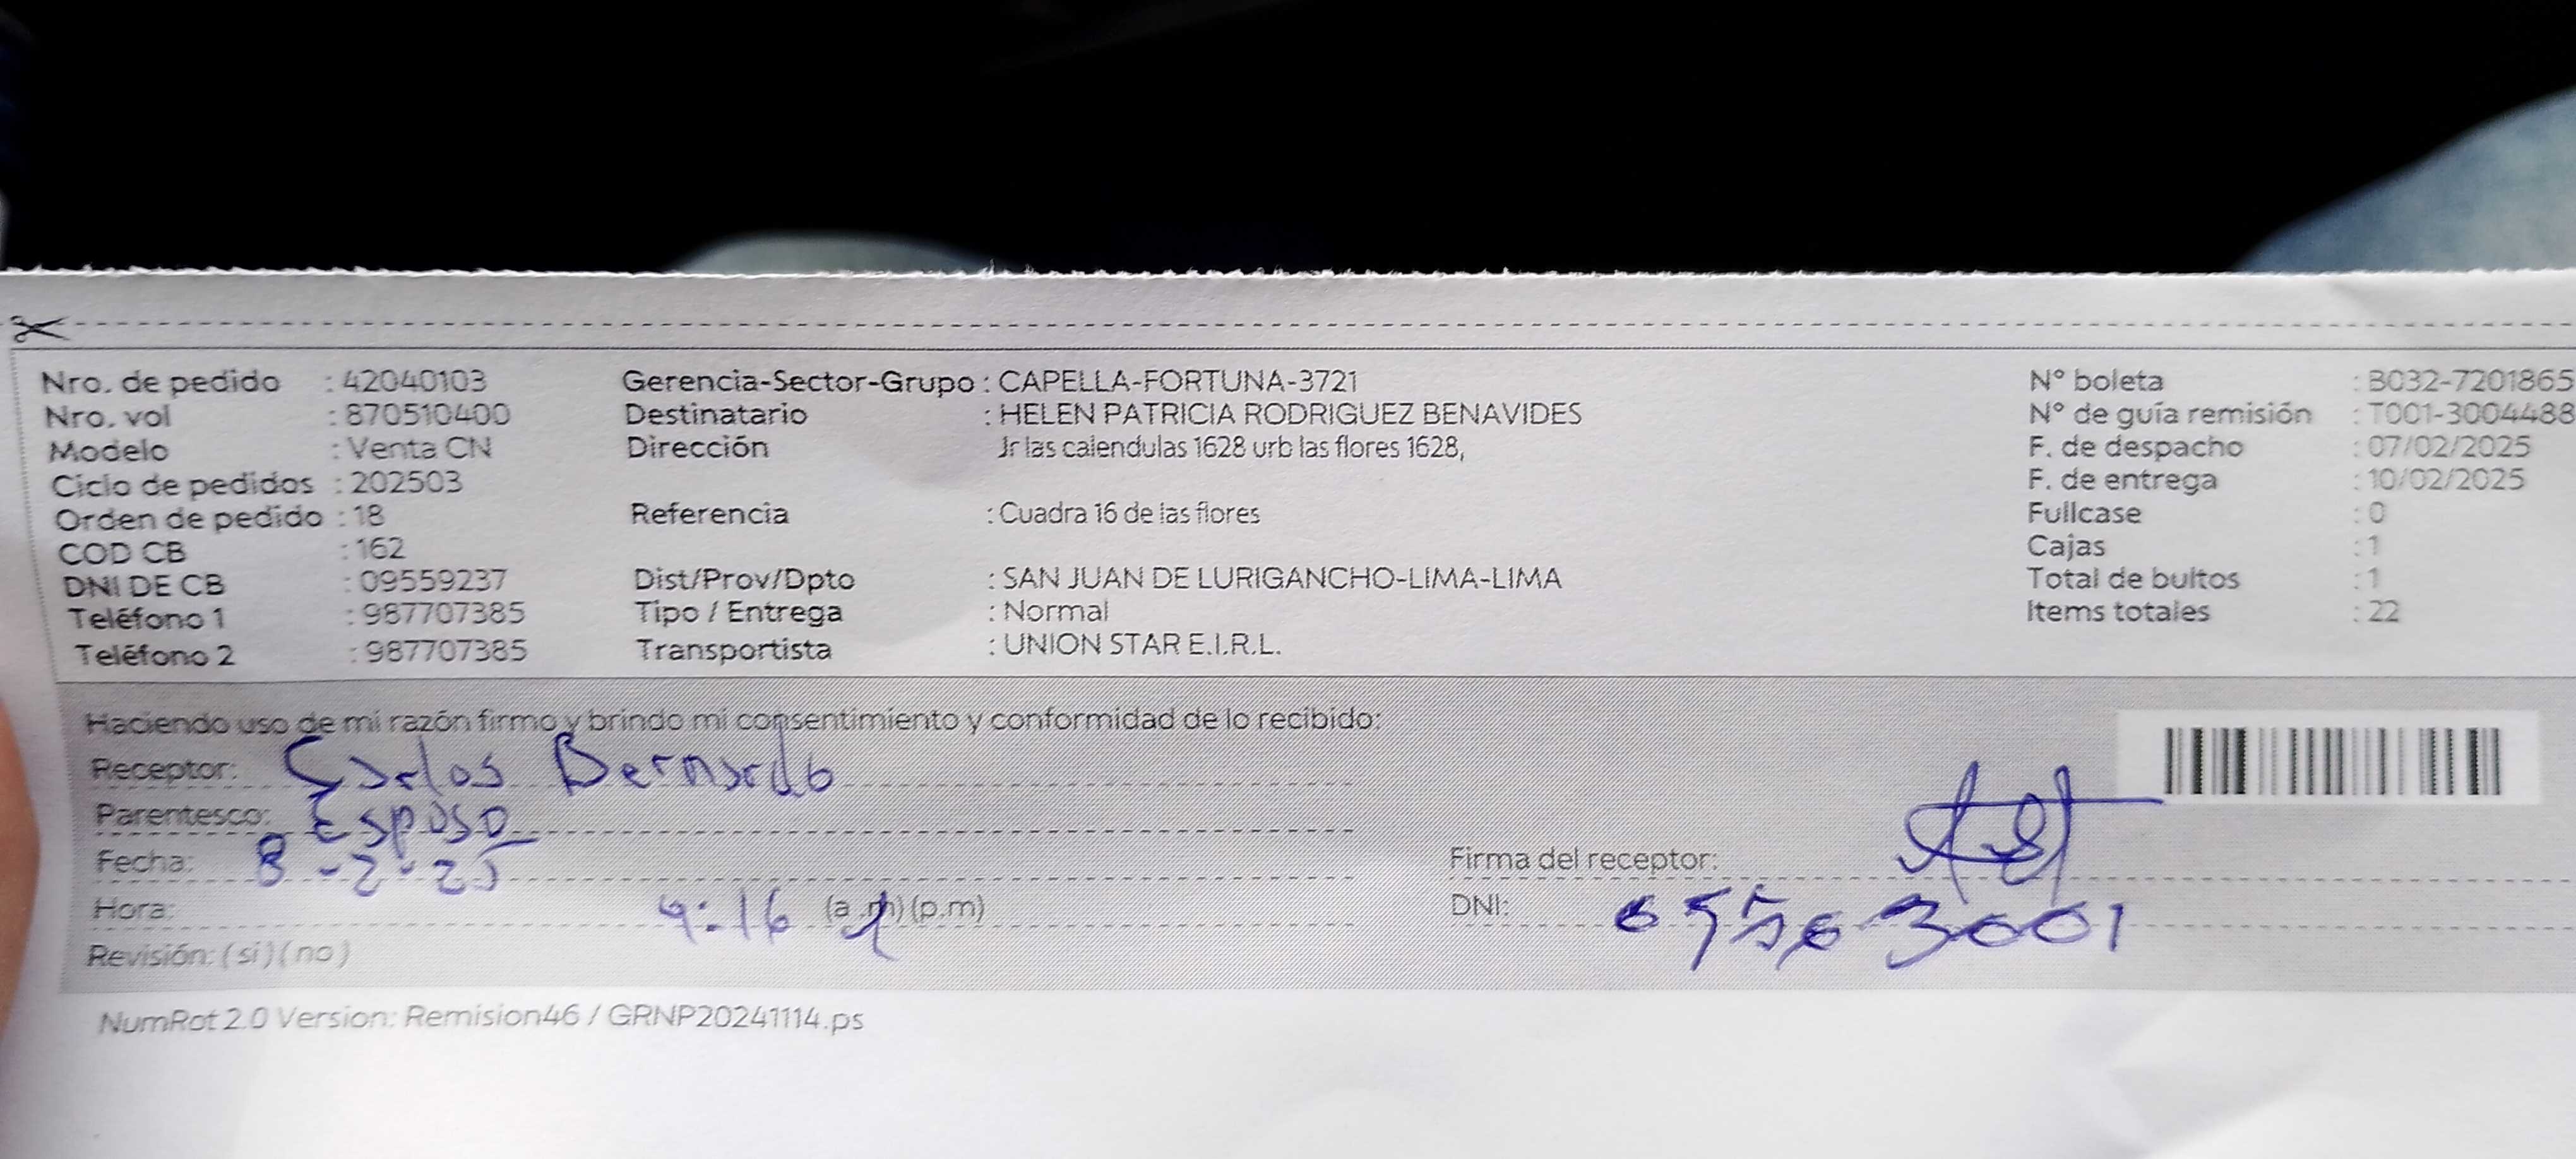 Nro. de pedido : 42040103 Gerencia-Sector-Grupo : CAPELLA-FORTUNA-3721 N° boleta : B032-7201865
Nro. vol : 870510400 Destinatario : HELEN PATRICIA RODRIGUEZ BENAVIDES N° de guía remisión : T001-3004488
Modelo : Venta CN Dirección Jr las calendulas 1628 urb las flores 1628, F. de despacho : 07/02/2025
Ciclo de pedidos : 202503 F. de entrega : 10/02/2025
Orden de pedido : 18 Referencia : Cuadra 16 de las flores Fullcase : 0
COD CB : 162 Cajas : 1
DNI DE CB : 09559237 Dist/Prov/Dpto : SAN JUAN DE LURIGANCHO-LIMA-LIMA Total de bultos : 1
Teléfono 1 : 987707385 Tipo / Entrega : Normal Items totales : 22
Teléfono 2 : 987707385 Transportista : UNION STAR E.I.R.L.
Haciendo uso de mi razón firmo y brindo mi consentimiento y conformidad de lo recibido:
Receptor: Carlos Bernardo
Parentesco: Esposo
Fecha: 8-2-25 Firma del receptor:
Hora: 4:16 (a.m) (p.m) DNI:
Revisión: (si) (no)
NumRot 2.0 Version: Remision46 / GRNP20241114.ps